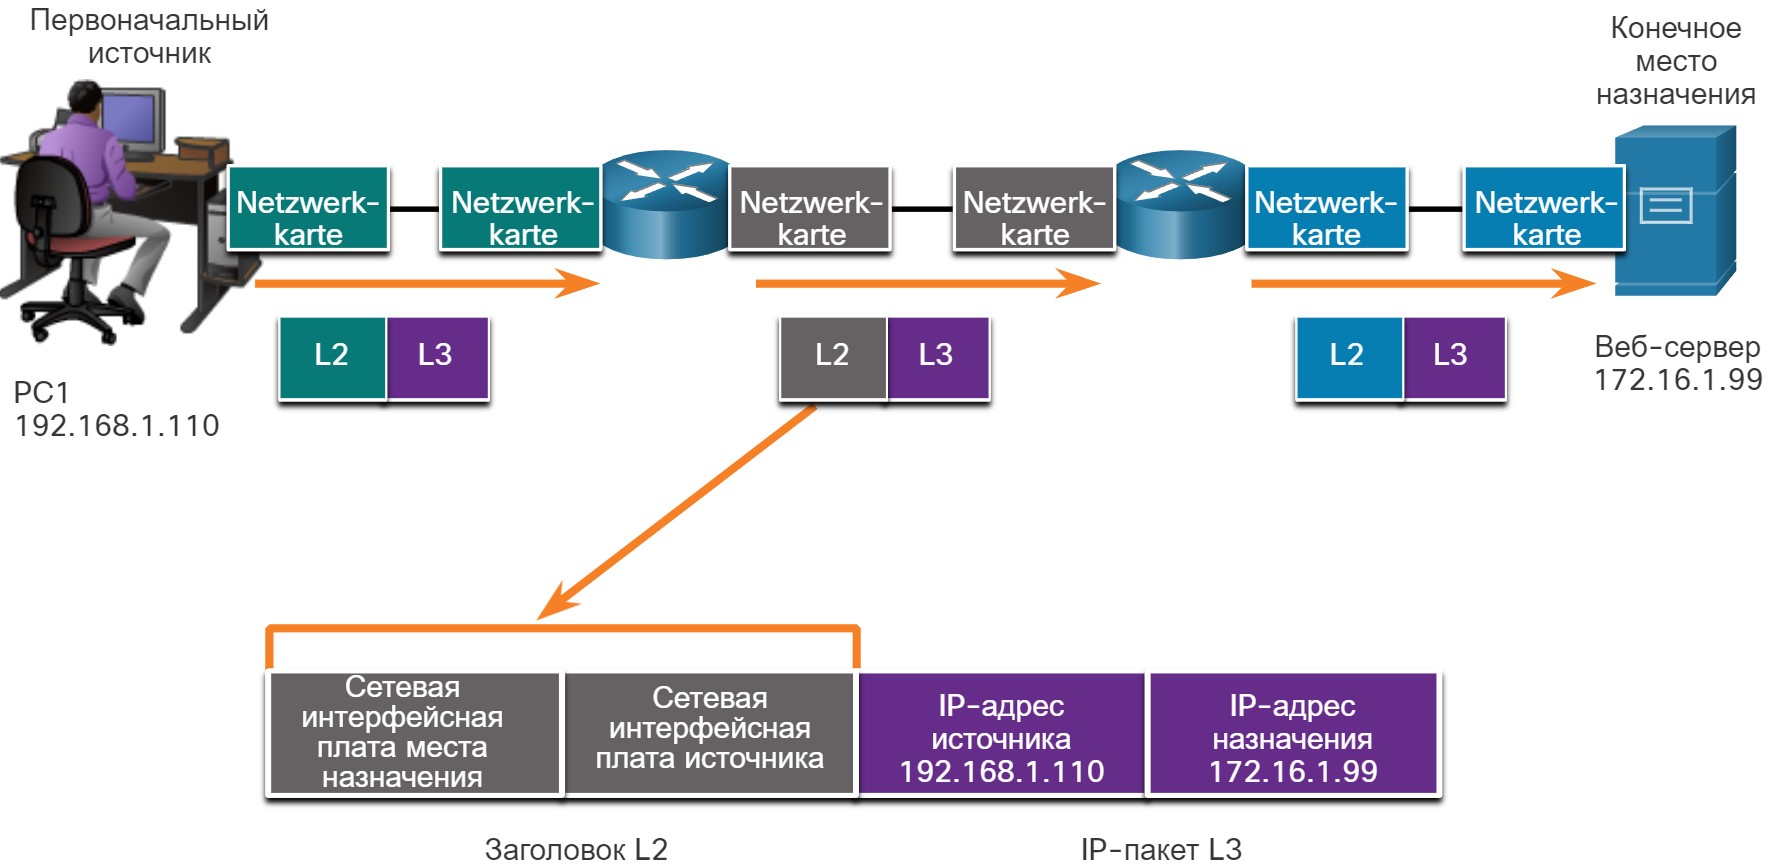 Первоначальный
источник
Конечное
место
назначения
Netzwerk-
karte
Netzwerk-
karte
Netzwerk-
karte
Netzwerk-
karte
Netzwerk-
karte
Netzwerk-
karte
L2
L3
L2
L3
L2
L3
PC1
192.168.1.110
Веб-сервер
172.16.1.99
Сетевая
интерфейсная
плата места
назначения
Сетевая
интерфейсная
плата источника
IP-адрес
источника
192.168.1.110
IP-адрес
назначения
172.16.1.99
Заголовок L2
IP-пакет L3